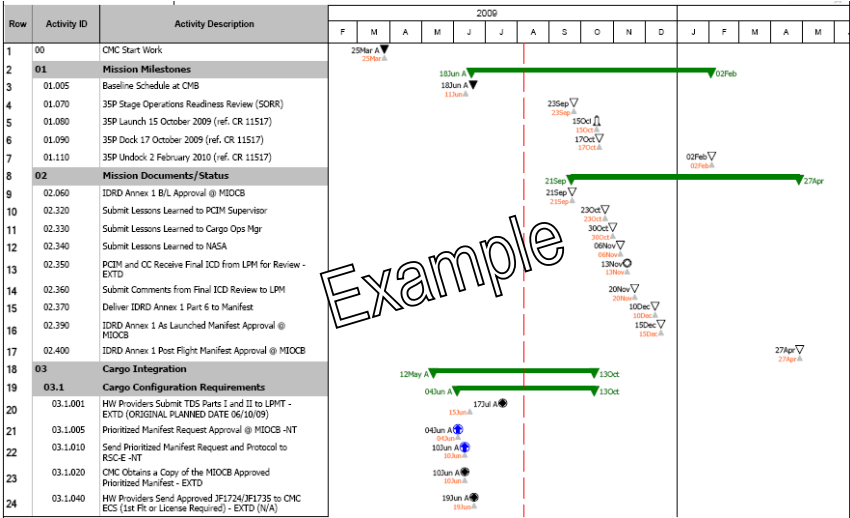 2009
Row Activity ID Activity Description F M A M J J A S O N D J F M A M
1 00 CMC Start Work 25Mar A
25Mar
2 01 Mission Milestones 18Jun A 02Feb
3 01.005 Baseline Schedule at CMB 18Jun A
11Jun
4 01.070 35P Stage Operations Readiness Review (SORR) 23Sep
23Sep
5 01.080 35P Launch 15 October 2009 (ref. CR 11517) 15Oct
15Oct
6 01.090 35P Dock 17 October 2009 (ref. CR 11517) 17Oct
17Oct
7 01.110 35P Undock 2 February 2010 (ref. CR 11517) 02Feb
02Feb
8 02 Mission Documents/Status 21Sep 27Apr
9 02.060 IDRD Annex 1 B/L Approval @ MIOCB 21Sep
21Sep
10 02.320 Submit Lessons Learned to PCIM Supervisor 23Oct
23Oct
11 02.330 Submit Lessons Learned to Cargo Ops Mgr 30Oct
30Oct
12 02.340 Submit Lessons Learned to NASA 06Nov
06Nov
13 02.350 PCIM and CC Receive Final ICD from LPM for Review - 13Nov
EXTD 13Nov
14 02.360 Submit Comments from Final ICD Review to LPM 20Nov
20Nov
15 02.370 Deliver IDRD Annex 1 Part 6 to Manifest 10Dec
10Dec
16 02.390 IDRD Annex 1 As Launched Manifest Approval @ 15Dec
MIOCB 15Dec
17 02.400 IDRD Annex 1 Post Flight Manifest Approval @ MIOCB 27Apr
27Apr
Example
18 03 Cargo Integration 12May A 13Oct
19 03.1 Cargo Configuration Requirements 04Jun A 13Oct
20 03.1.001 HW Providers Submit TDS Parts I and II to LPMT - 17Jul A
EXTD (ORIGINAL PLANNED DATE 06/10/09) 15Jun
21 03.1.005 Prioritized Manifest Request Approval @ MIOCB -NT 04Jun A
04Jun
22 03.1.010 Send Prioritized Manifest Request and Protocol to 10Jun A
RSC-E -NT 10Jun
23 03.1.020 CMC Obtains a Copy of the MIOCB Approved 10Jun A
Prioritized Manifest - EXTD 10Jun
24 03.1.040 HW Providers Send Approved JF1724/JF1735 to CMC 19Jun A
ECS (1st Flt or License Required) - EXTD (N/A) 19Jun